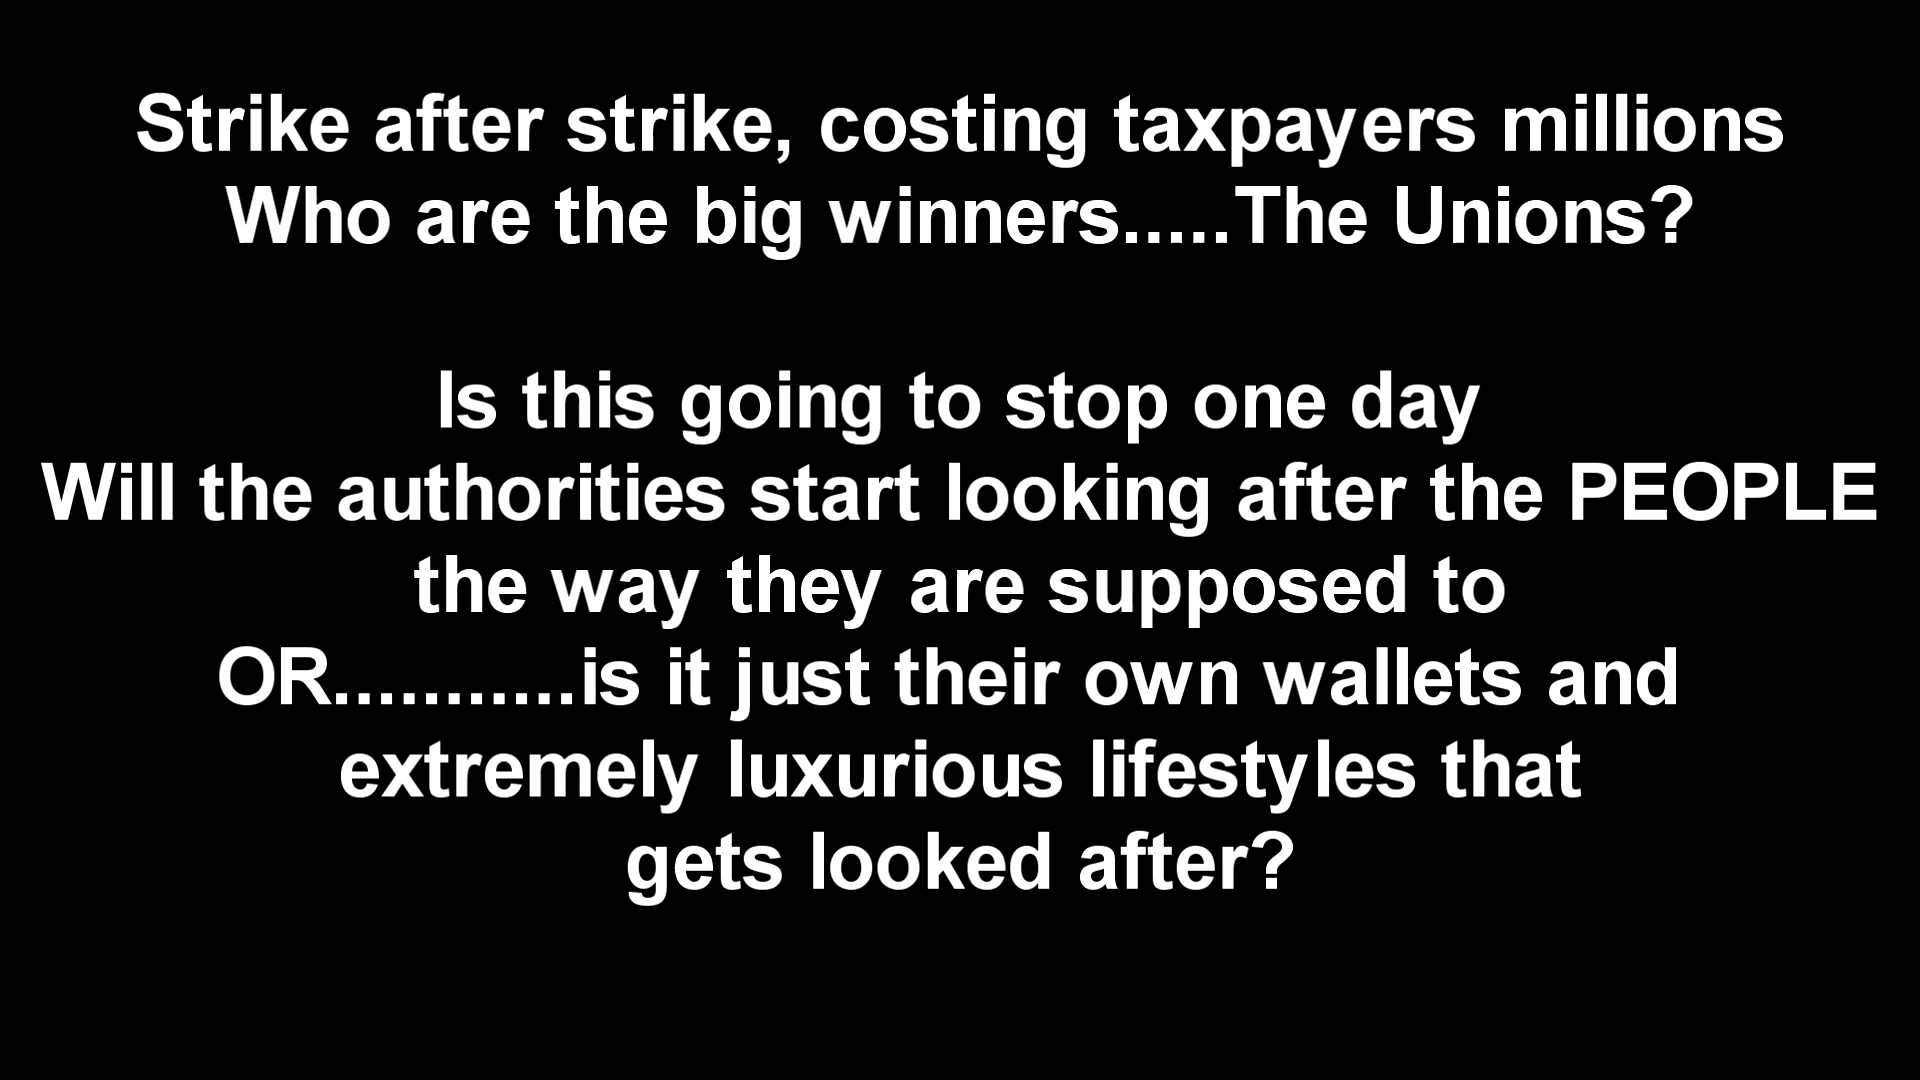 Strike after strike, costing taxpayers millions
Who are the big winners.....The Unions?
Is this going to stop one day
Will the authorities start looking after the PEOPLE
the way they are supposed to
OR...........is it just their own wallets and
extremely luxurious lifestyles that
gets looked after?